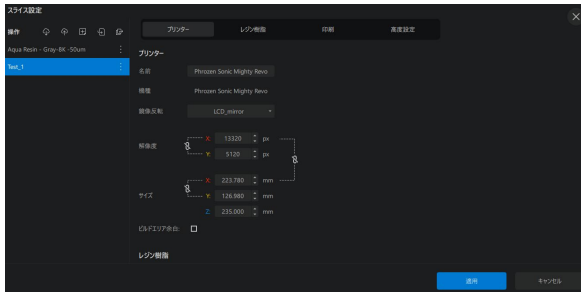 スライス設定
操作
プリンター レジン樹脂 印刷 高度設定
Aqua Resin - Gray-8K -50um
Test_1
プリンター
名前 Phrozen Sonic Mighty Revo
機種 Phrozen Sonic Mighty Revo
鏡像反転 LCD_mirror
解像度
X: 13320 px
Y: 5120 px
サイズ
X: 223.780 mm
Y: 126.980 mm
Z: 235.000 mm
ビルドエリア余白:
レジン樹脂
適用 キャンセル